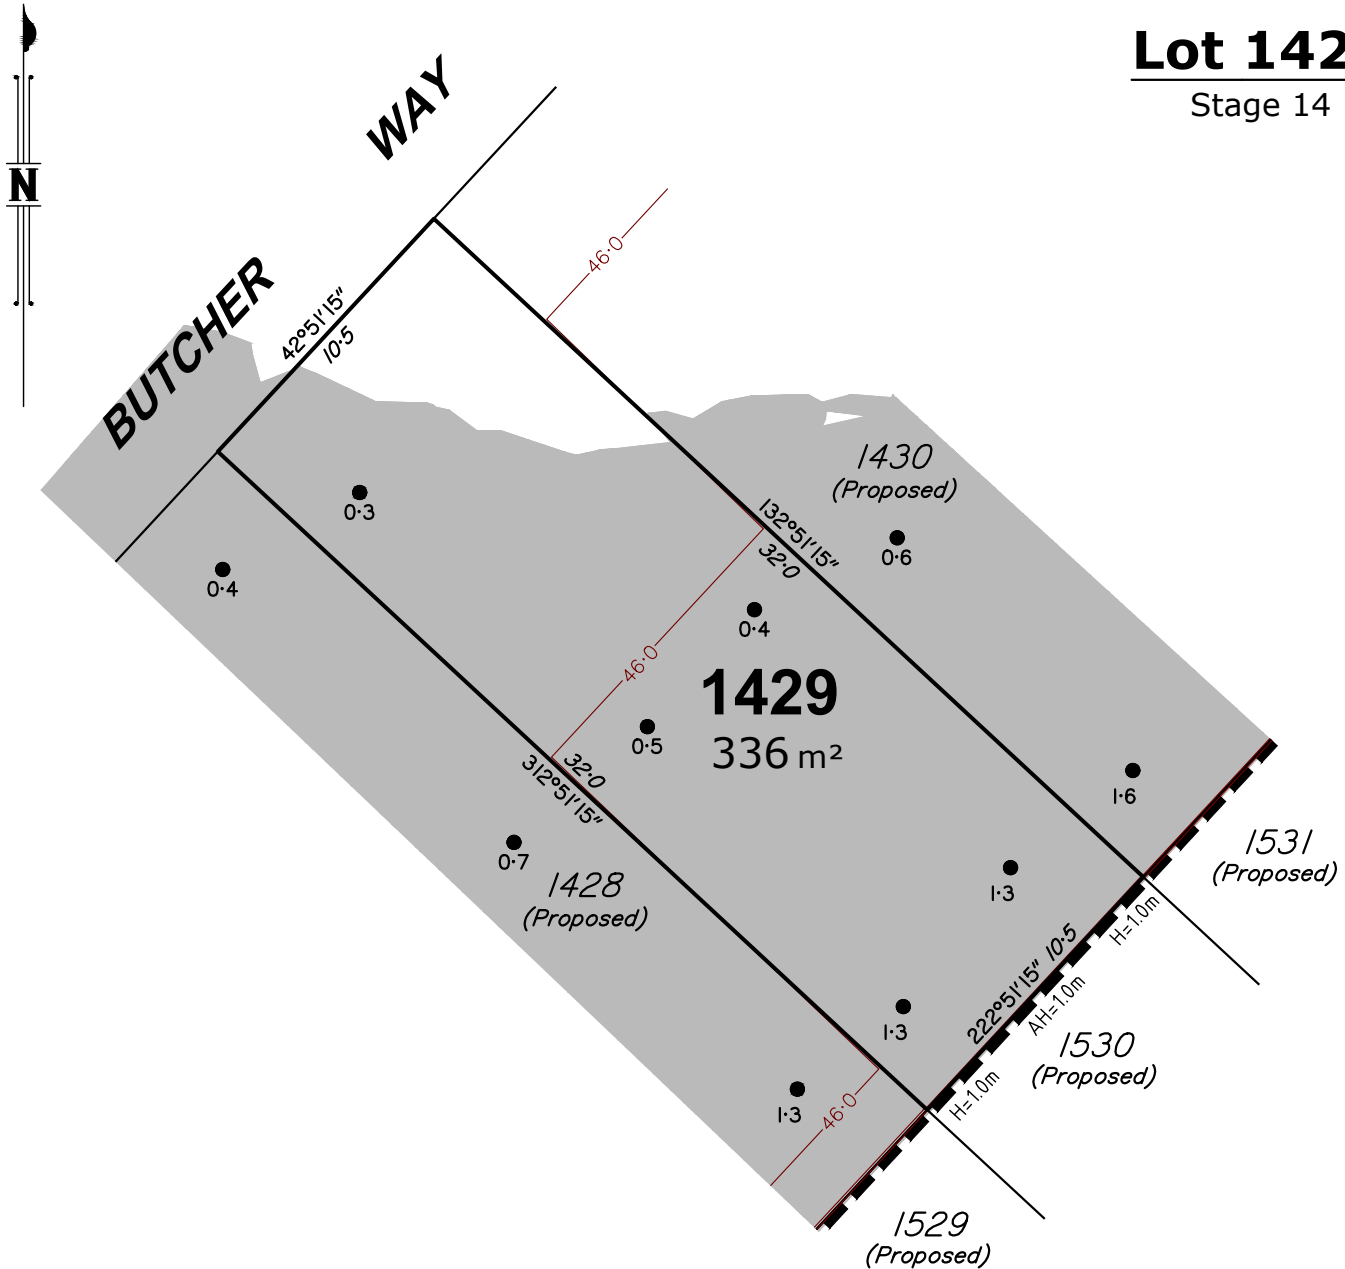 Lot 142
Stage 14
N
BUTCHER WAY
46·0
42°51'15"
10·5
1430
(Proposed)
0·3
132°51'15"
32·0
0·6
0·4
0·4
46·0
1429
336 m²
0·5
32·0
312°51'15"
1·6
0·7
1428
(Proposed)
1531
(Proposed)
1·3
H=1.0m
222°51'15" 10·5
AH=1.0m
1·3
1530
(Proposed)
H=1.0m
1·3
46·0
1529
(Proposed)